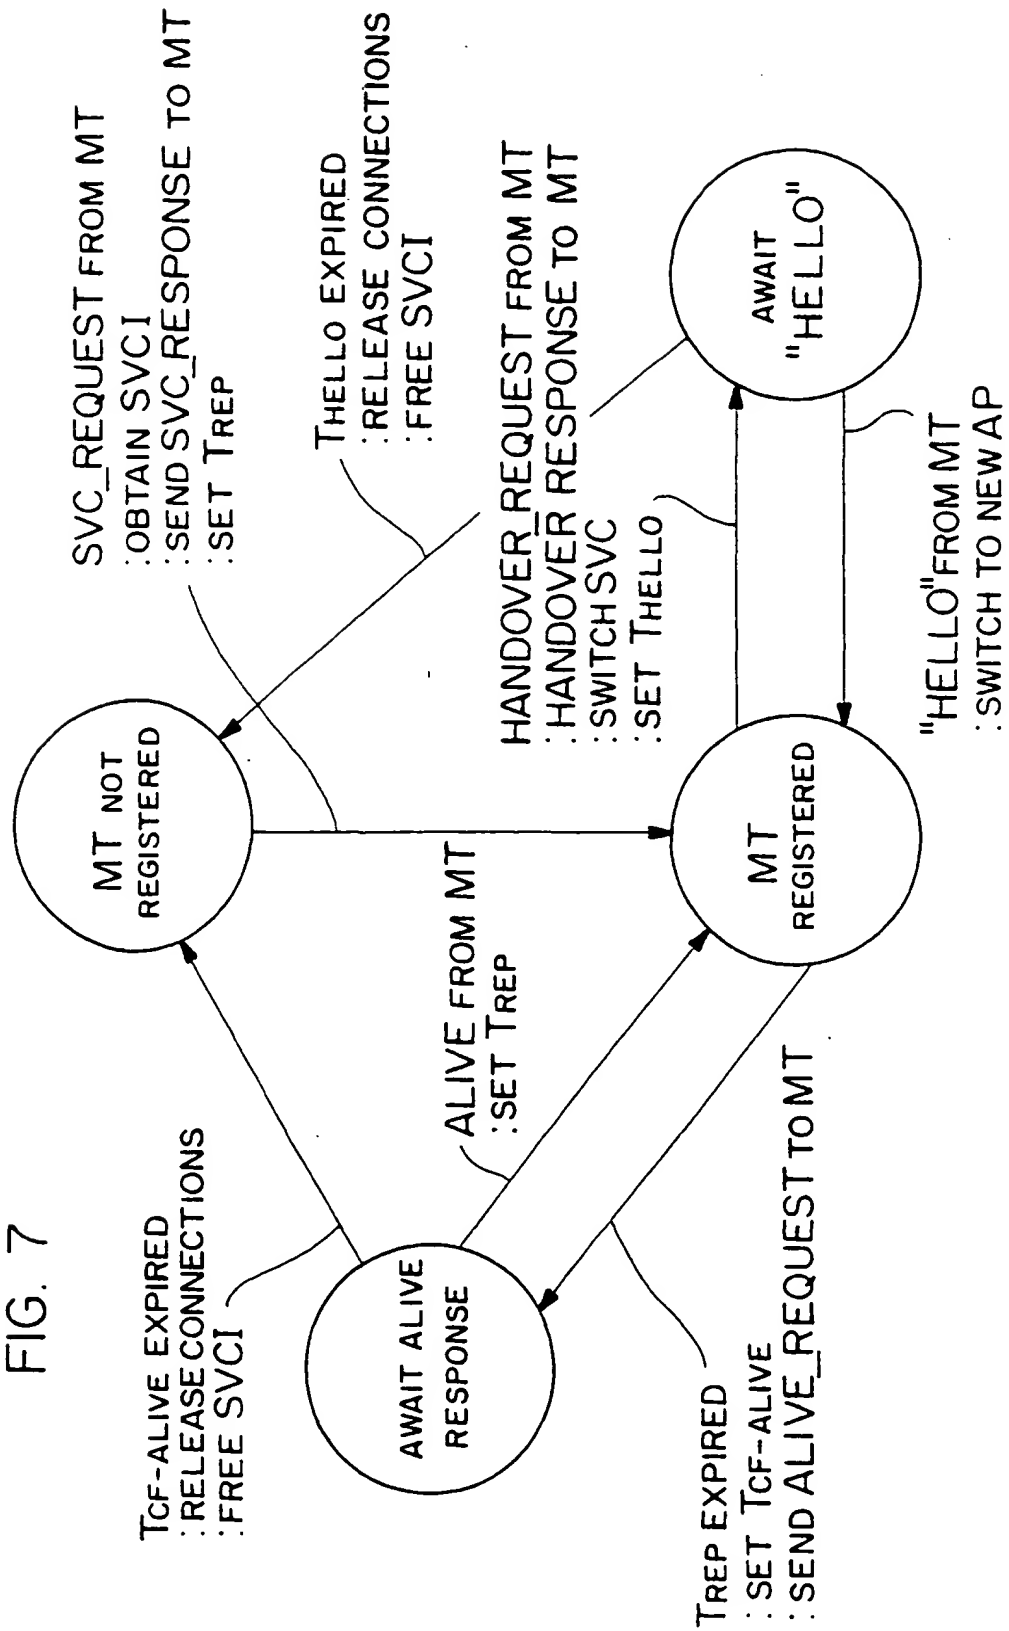 FIG. 7
TCF-ALIVE EXPIRED
:RELEASE CONNECTIONS
:FREE SVCI
SVC_REQUEST FROM MT
:OBTAIN SVCI
:SEND SVC_RESPONSE TO MT
:SET TREP
MT NOT
REGISTERED
THELLO EXPIRED
:RELEASE CONNECTIONS
:FREE SVCI
AWAIT ALIVE
RESPONSE
ALIVE FROM MT
:SET TREP
HANDOVER_REQUEST FROM MT
:HANDOVER RESPONSE TO MT
:SWITCH SVC
:SET THELLO
MT
REGISTERED
AWAIT
"HELLO"
TREP EXPIRED
:SET TCF-ALIVE
:SEND ALIVE_REQUEST TO MT
"HELLO" FROM MT
:SWITCH TO NEW AP